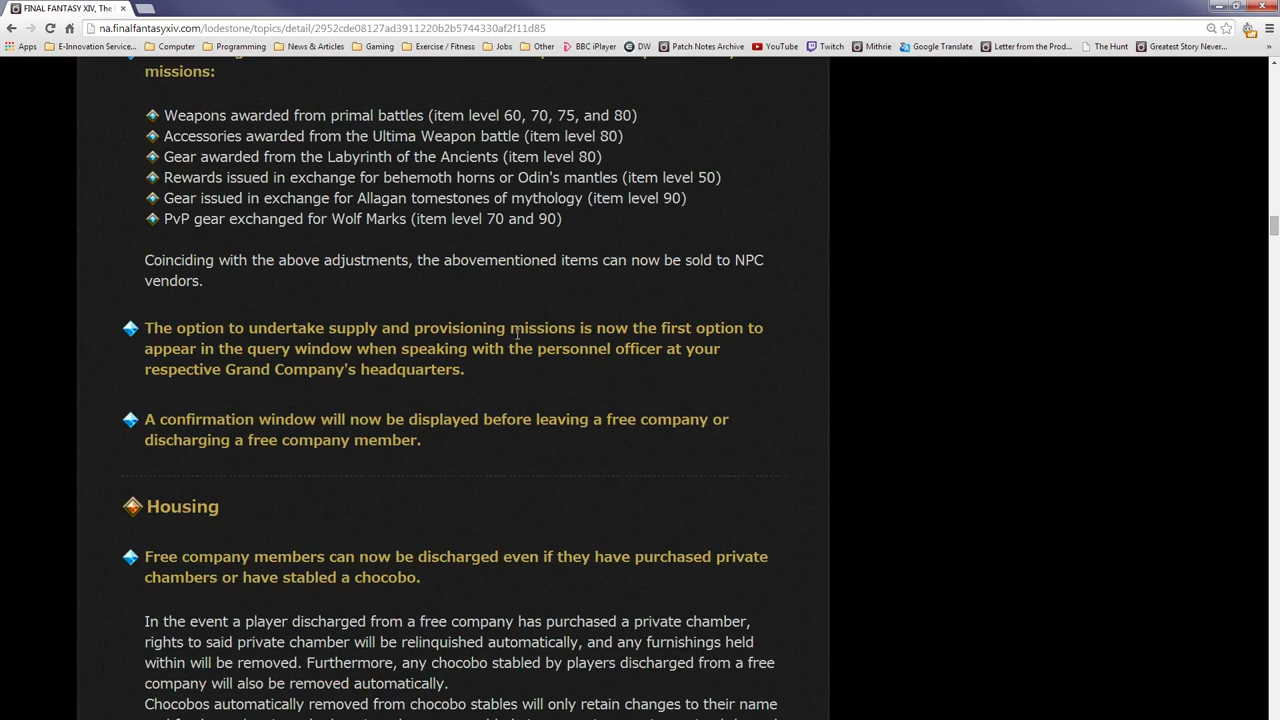 FINAL FANTASY XIV, The
na.finalfantasyxiv.com/lodestone/topics/detail/2952cde08127ad3911220b2b5744330af2f11d85
Apps E-Innovation Service... Computer Programming News & Articles Gaming Exercise / Fitness Jobs Other BBC iPlayer DW Patch Notes Archive YouTube Twitch Mithrie Google Translate Letter from the Prod... The Hunt Greatest Story Never... »
missions:
Weapons awarded from primal battles (item level 60, 70, 75, and 80)
Accessories awarded from the Ultima Weapon battle (item level 80)
Gear awarded from the Labyrinth of the Ancients (item level 80)
Rewards issued in exchange for behemoth horns or Odin's mantles (item level 50)
Gear issued in exchange for Allagan tomestones of mythology (item level 90)
PvP gear exchanged for Wolf Marks (item level 70 and 90)
Coinciding with the above adjustments, the abovementioned items can now be sold to NPC
vendors.
The option to undertake supply and provisioning missions is now the first option to
appear in the query window when speaking with the personnel officer at your
respective Grand Company's headquarters.
A confirmation window will now be displayed before leaving a free company or
discharging a free company member.
Housing
Free company members can now be discharged even if they have purchased private
chambers or have stabled a chocobo.
In the event a player discharged from a free company has purchased a private chamber,
rights to said private chamber will be relinquished automatically, and any furnishings held
within will be removed. Furthermore, any chocobo stabled by players discharged from a free
company will also be removed automatically.
Chocobos automatically removed from chocobo stables will only retain changes to their name